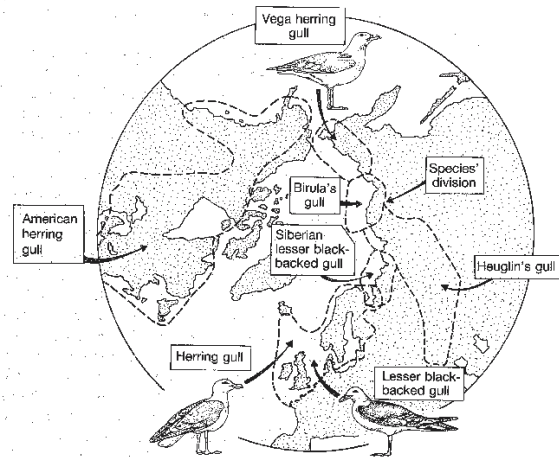 Vega herring
gull
Birula's
gull
Species'
division
American
herring
gull
Siberian
lesser black-
backed gull
Heuglin's gull
Herring gull
Lesser black-
backed gull